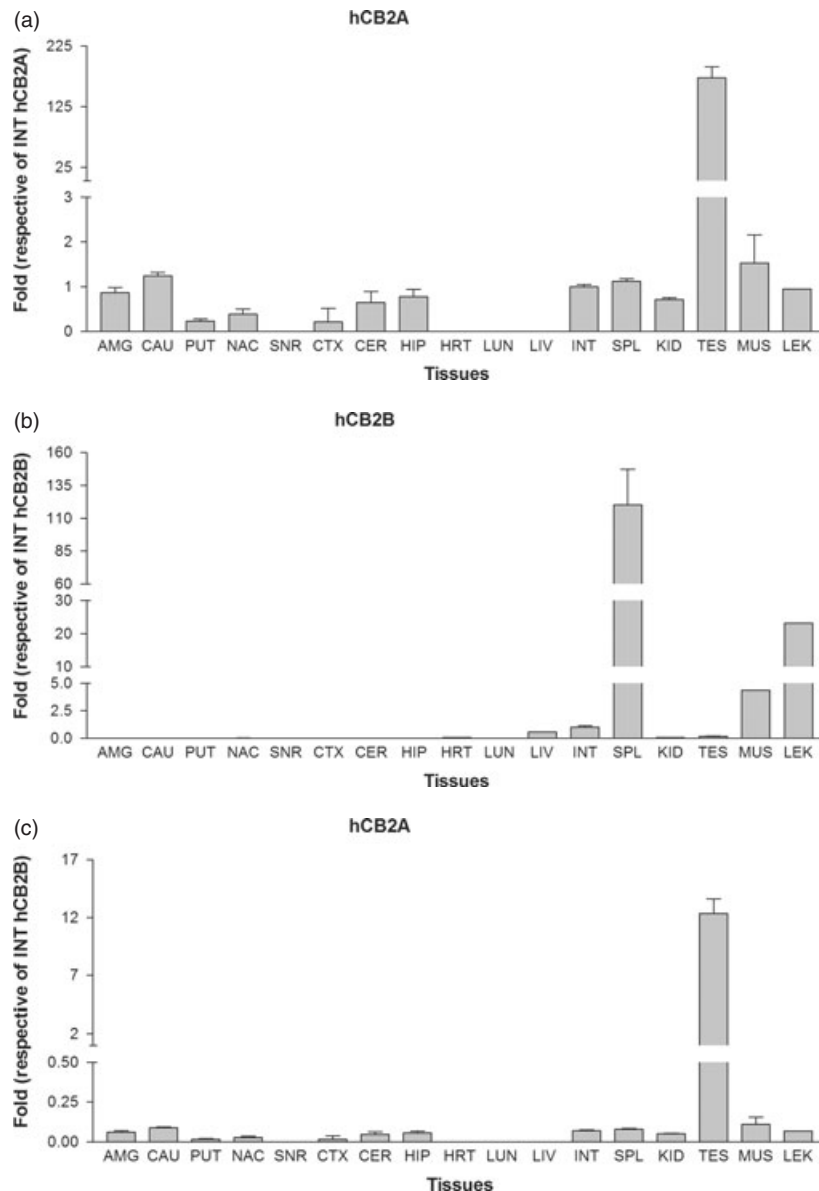 (a)
hCB2A
Fold (respective of INT hCB2A)
225
125
25
3
2
1
0
AMG CAU PUT NAC SNR CTX CER HIP HRT LUN LIV INT SPL KID TES MUS LEK
Tissues
(b)
hCB2B
Fold (respective of INT hCB2B)
160
135
110
85
60
30
20
10
5.0
2.5
0.0
AMG CAU PUT NAC SNR CTX CER HIP HRT LUN LIV INT SPL KID TES MUS LEK
Tissues
(c)
hCB2A
Fold (respective of INT hCB2B)
17
12
7
2
0.50
0.25
0.00
AMG CAU PUT NAC SNR CTX CER HIP HRT LUN LIV INT SPL KID TES MUS LEK
Tissues